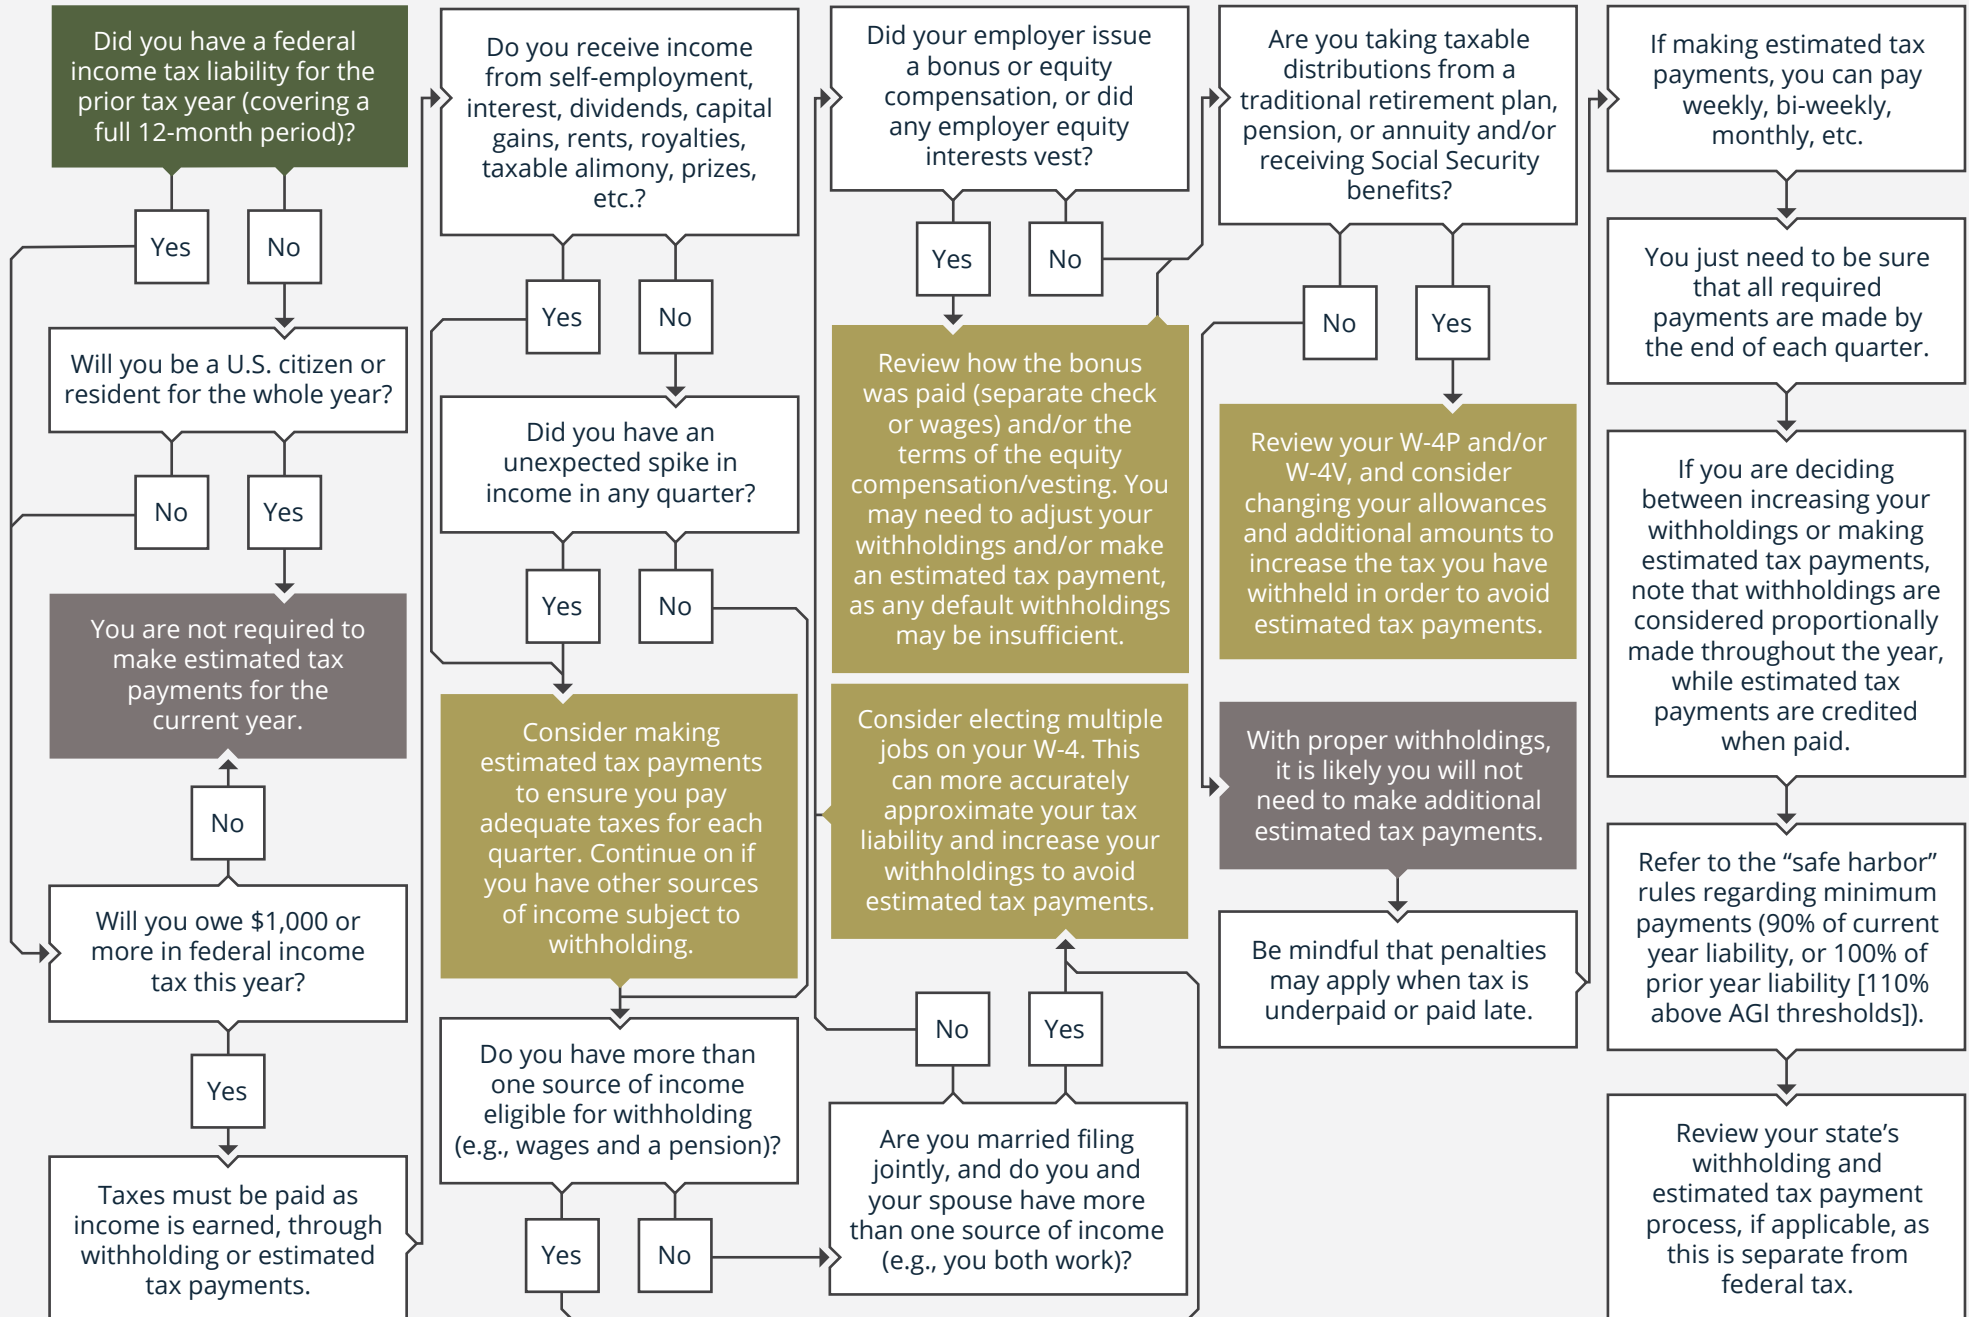 Did you have a federal
income tax liability for the
prior tax year (covering a
full 12-month period)?
Yes
No
Will you be a U.S. citizen or
resident for the whole year?
No
Yes
You are not required to
make estimated tax
payments for the
current year.
No
Will you owe $1,000 or
more in federal income
tax this year?
Yes
Taxes must be paid as
income is earned, through
withholding or estimated
tax payments.
Do you receive income
from self-employment,
interest, dividends, capital
gains, rents, royalties,
taxable alimony, prizes,
etc.?
Yes
No
Did you have an
unexpected spike in
income in any quarter?
Yes
No
Consider making
estimated tax payments
to ensure you pay
adequate taxes for each
quarter. Continue on if
you have other sources
of income subject to
withholding.
Do you have more than
one source of income
eligible for withholding
(e.g., wages and a pension)?
Yes
No
Did your employer issue
a bonus or equity
compensation, or did
any employer equity
interests vest?
Yes
No
Review how the bonus
was paid (separate check
or wages) and/or the
terms of the equity
compensation/vesting. You
may need to adjust your
withholdings and/or make
an estimated tax payment,
as any default withholdings
may be insufficient.
Consider electing multiple
jobs on your W-4. This
can more accurately
approximate your tax
liability and increase your
withholdings to avoid
estimated tax payments.
No
Yes
Are you married filing
jointly, and do you and
your spouse have more
than one source of income
(e.g., you both work)?
Are you taking taxable
distributions from a
traditional retirement plan,
pension, or annuity and/or
receiving Social Security
benefits?
No
Yes
Review your W-4P and/or
W-4V, and consider
changing your allowances
and additional amounts to
increase the tax you have
withheld in order to avoid
estimated tax payments.
With proper withholdings,
it is likely you will not
need to make additional
estimated tax payments.
Be mindful that penalties
may apply when tax is
underpaid or paid late.
If making estimated tax
payments, you can pay
weekly, bi-weekly,
monthly, etc.
You just need to be sure
that all required
payments are made by
the end of each quarter.
If you are deciding
between increasing your
withholdings or making
estimated tax payments,
note that withholdings are
considered proportionally
made throughout the year,
while estimated tax
payments are credited
when paid.
Refer to the “safe harbor”
rules regarding minimum
payments (90% of current
year liability, or 100% of
prior year liability [110%
above AGI thresholds]).
Review your state’s
withholding and
estimated tax payment
process, if applicable, as
this is separate from
federal tax.